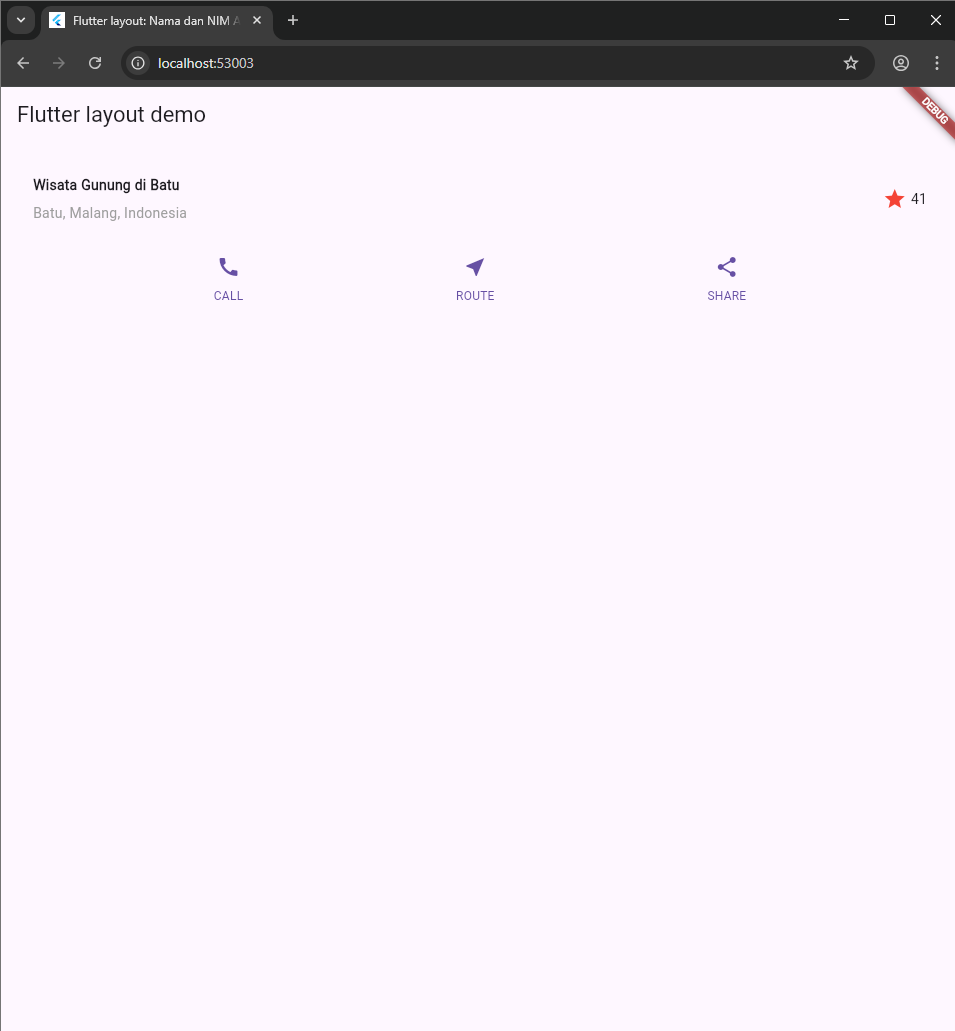 Flutter layout: Nama dan NIM
localhost:53003
Flutter layout demo
DEBUG
Wisata Gunung di Batu
Batu, Malang, Indonesia
41
CALL
ROUTE
SHARE